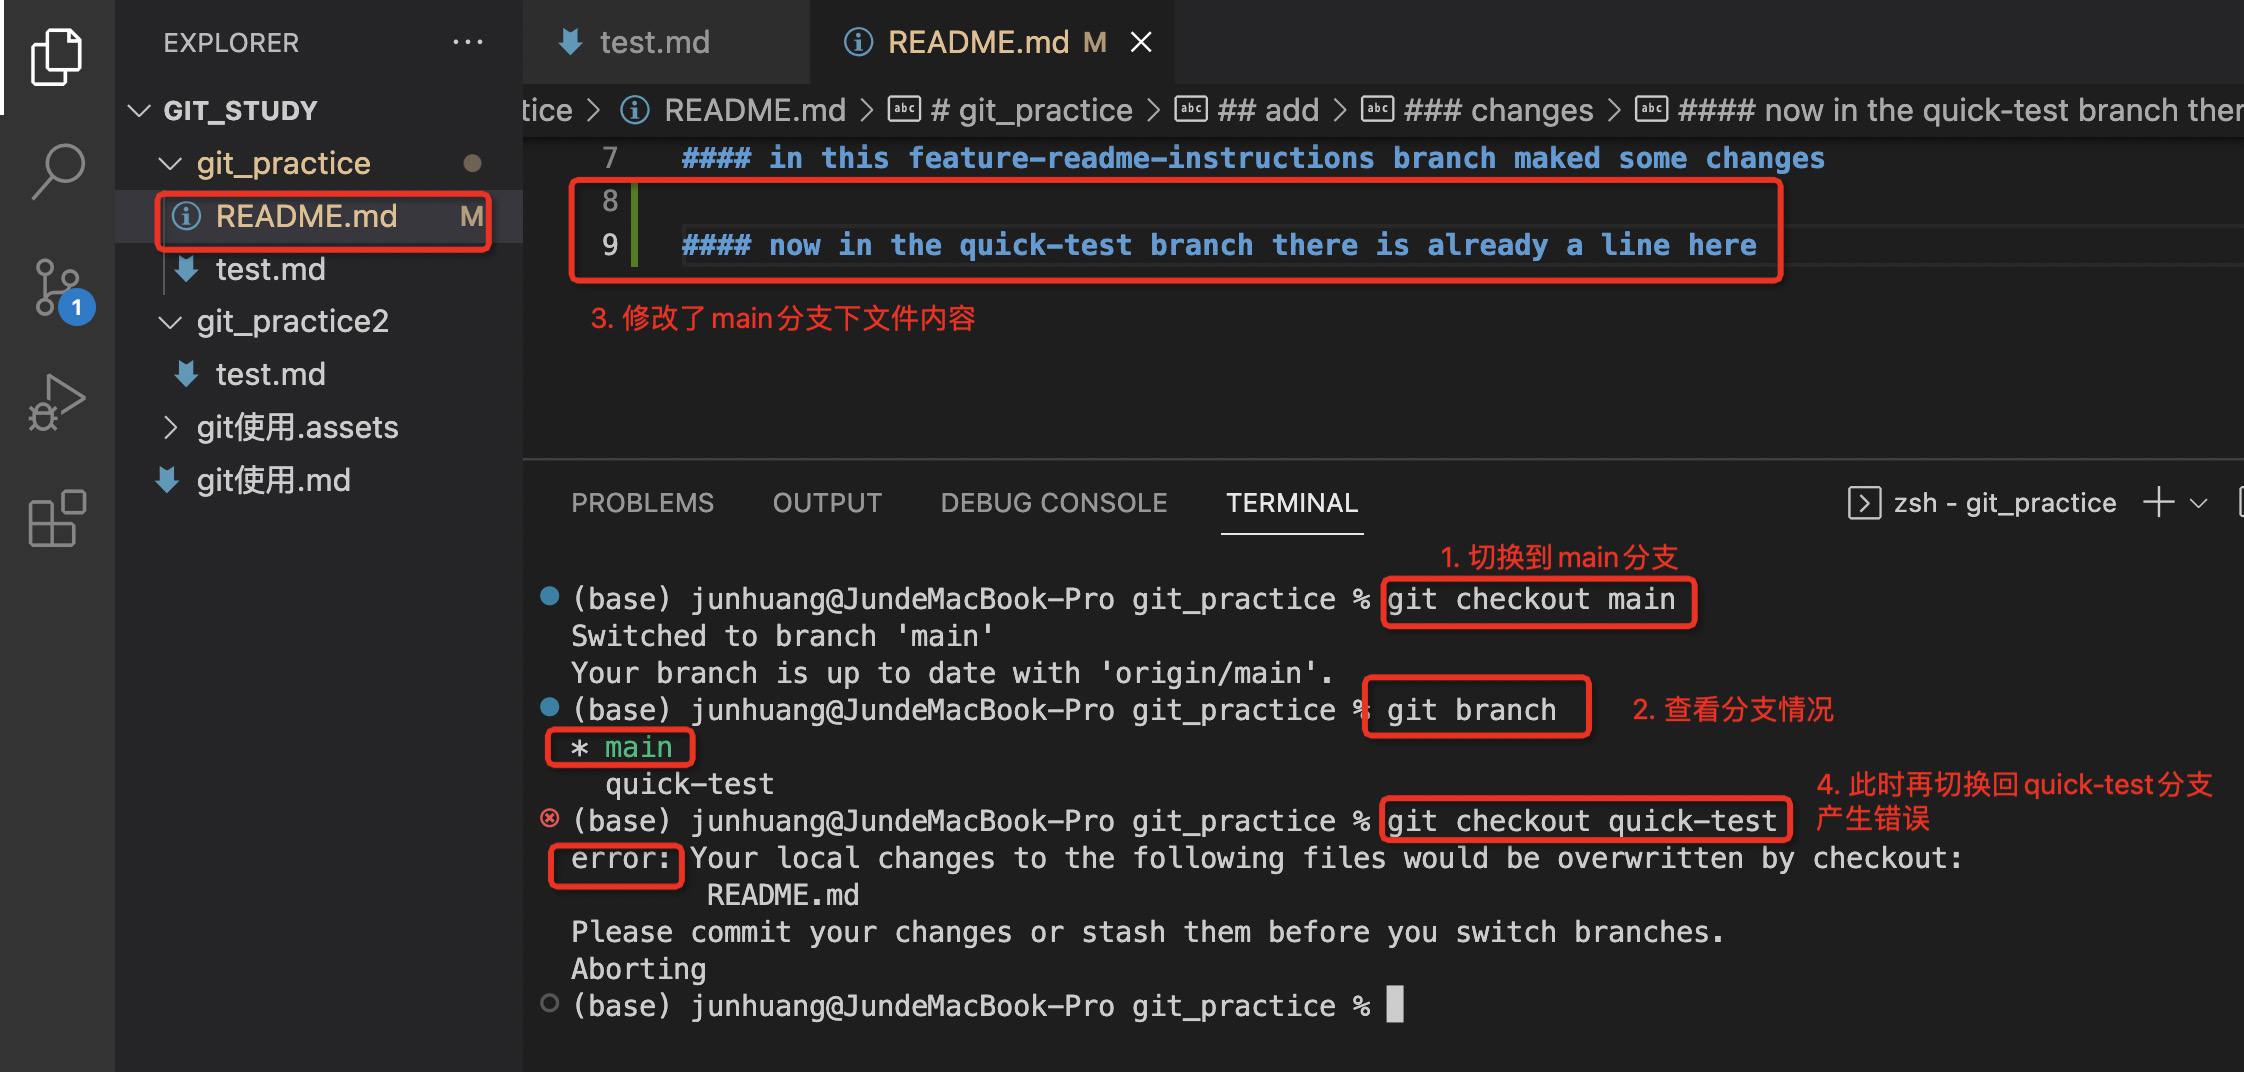 EXPLORER
GIT_STUDY
git_practice
README.md M
test.md
git_practice2
test.md
git使用.assets
git使用.md
1
test.md
README.md M
tice > README.md > # git_practice > ## add > ### changes > #### now in the quick-test branch ther
7 #### in this feature-readme-instructions branch maked some changes
8
9 #### now in the quick-test branch there is already a line here
3. 修改了main分支下文件内容
PROBLEMS OUTPUT DEBUG CONSOLE TERMINAL
zsh - git_practice
1. 切换到main分支
(base) junhuang@JundeMacBook-Pro git_practice % git checkout main
Switched to branch 'main'
Your branch is up to date with 'origin/main'.
(base) junhuang@JundeMacBook-Pro git_practice % git branch
2. 查看分支情况
* main
quick-test
4. 此时再切换回quick-test分支
产生错误
(base) junhuang@JundeMacBook-Pro git_practice % git checkout quick-test
error: Your local changes to the following files would be overwritten by checkout:
README.md
Please commit your changes or stash them before you switch branches.
Aborting
(base) junhuang@JundeMacBook-Pro git_practice %